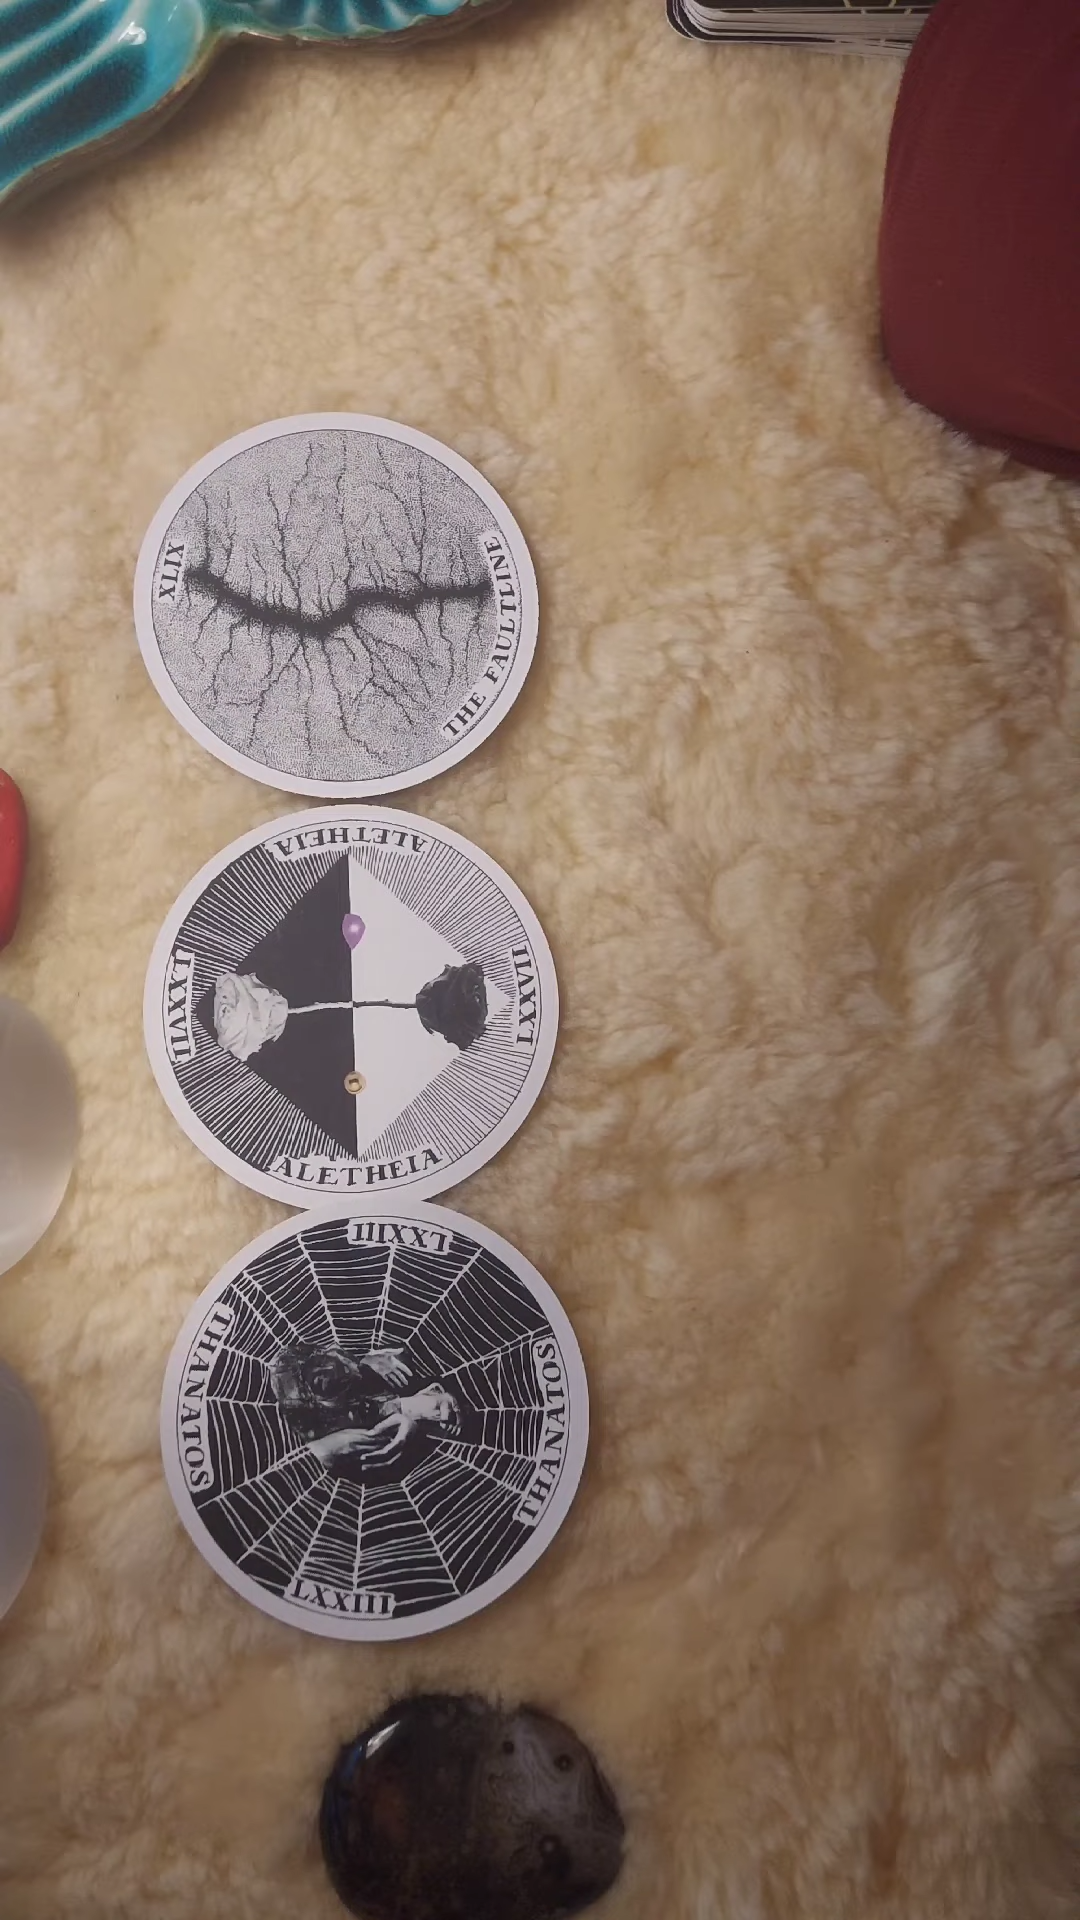 XLIX
THE FAULTLINE
ALETHEIA
LXXVII
LXXVII
ALETHEIA
LXXIII
THANATOS
THANATOS
LXXIII